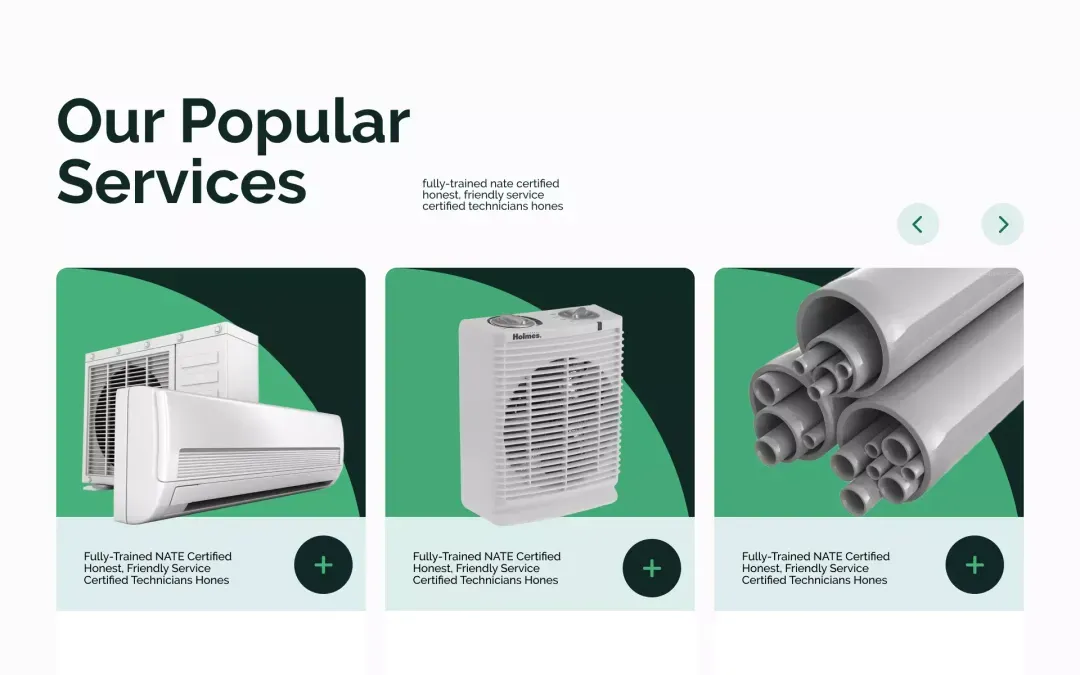 Our Popular
Services
fully-trained nate certified
honest, friendly service
certified technicians hones
Holmes.
Fully-Trained NATE Certified
Honest, Friendly Service
Certified Technicians Hones
Fully-Trained NATE Certified
Honest, Friendly Service
Certified Technicians Hones
Fully-Trained NATE Certified
Honest, Friendly Service
Certified Technicians Hones